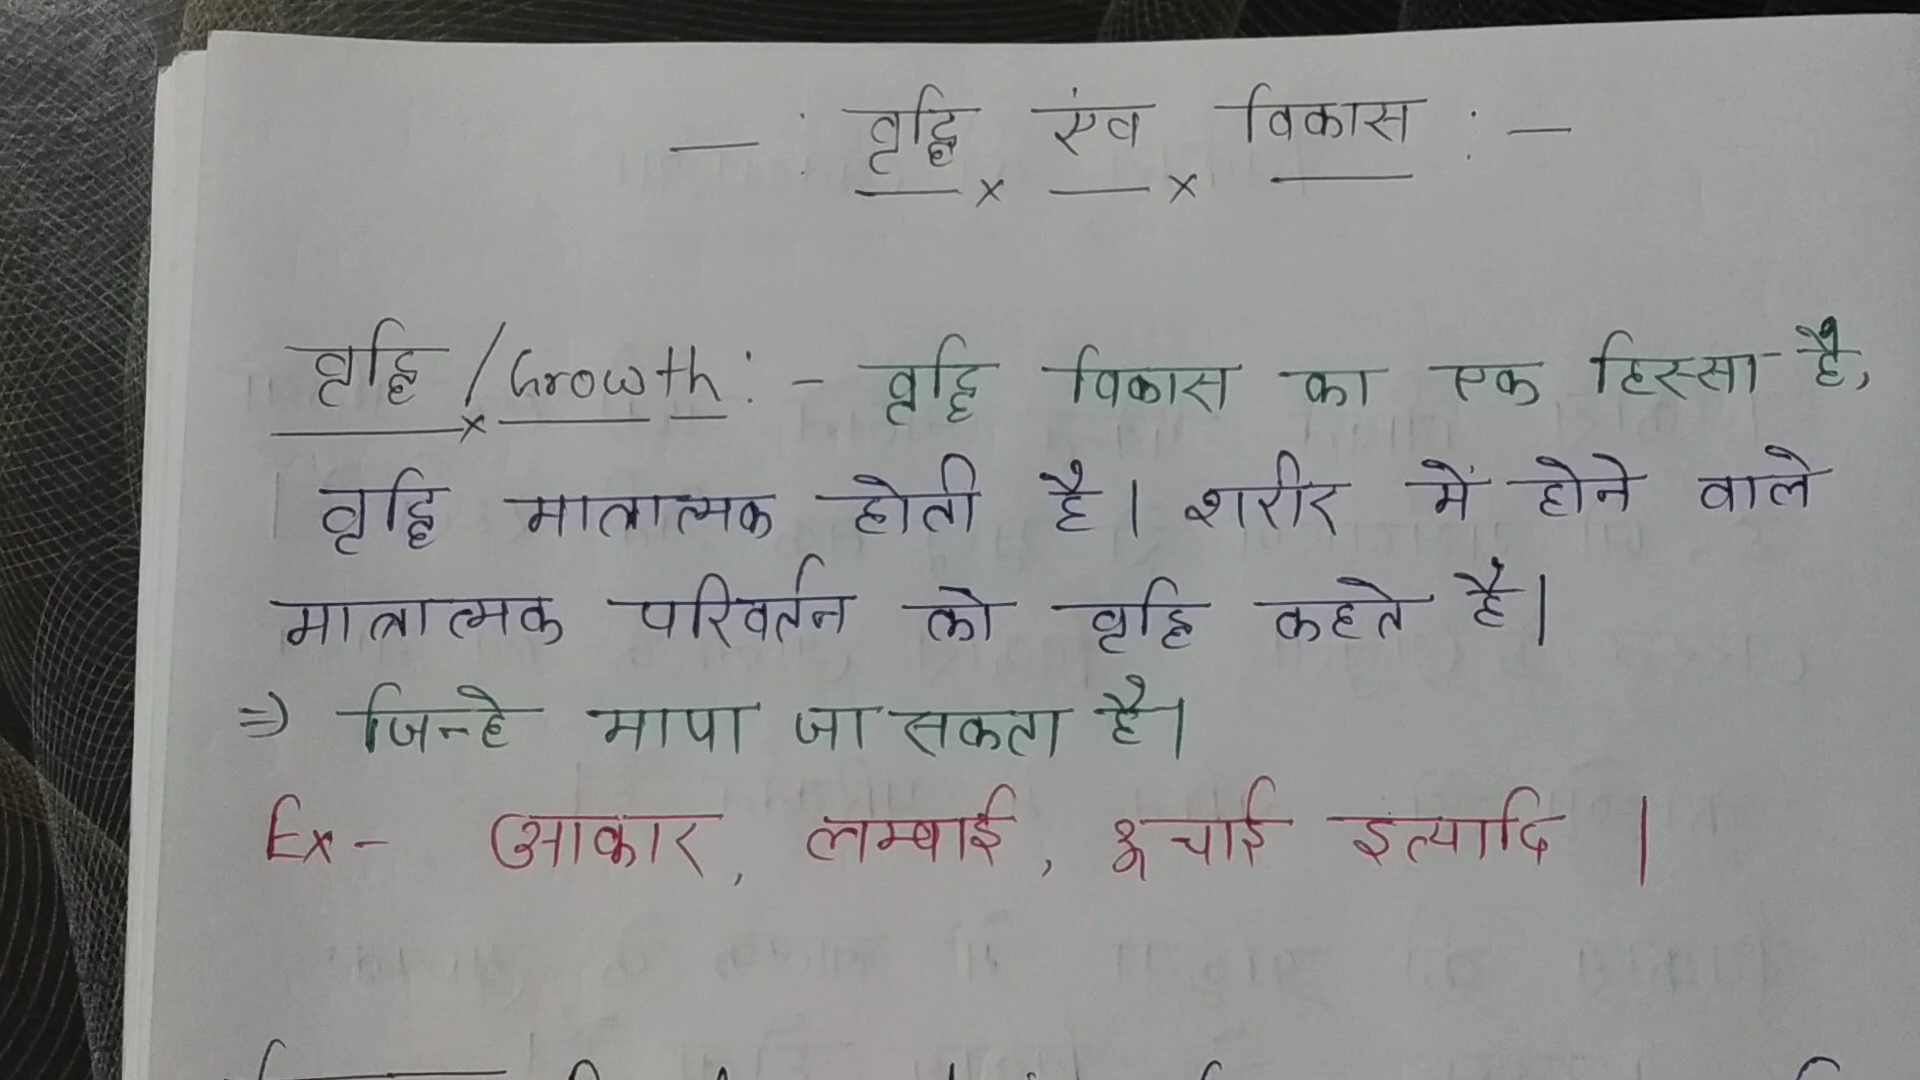 —: वृद्धि एंव विकास :—
वृद्धि / Growth :- वृद्धि विकास का एक हिस्सा है,
वृद्धि मात्रात्मक होती है। शरीर में होने वाले
मात्रात्मक परिवर्तन को वृद्धि कहते हैं।
⇒ जिन्हे मापा जा सकता है।
Ex- आकार, लम्बाई, ऊंचाई इत्यादि |